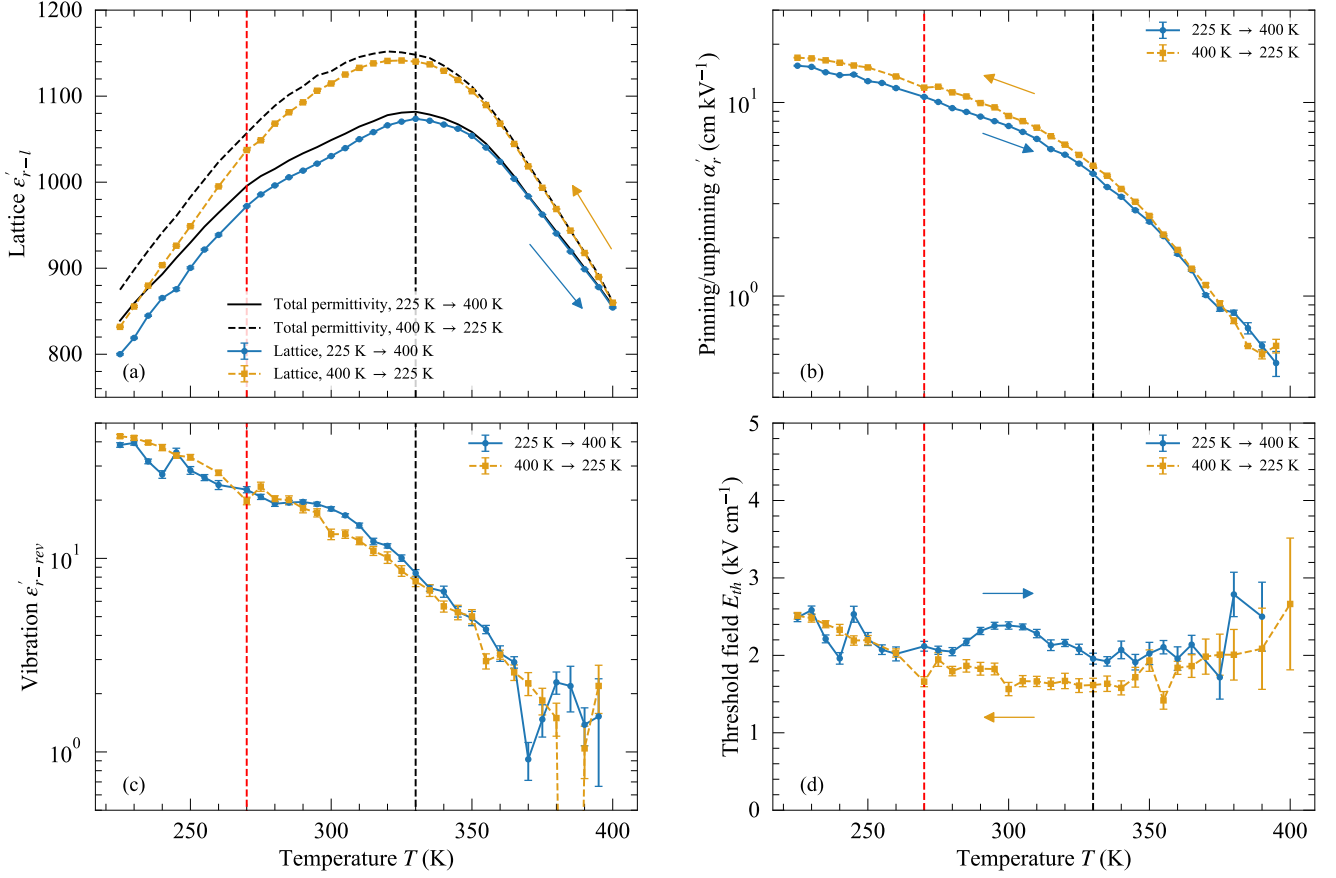 1200
1100
1000
900
800
Lattice ε′r−l
Total permittivity, 225 K → 400 K
Total permittivity, 400 K → 225 K
Lattice, 225 K → 400 K
Lattice, 400 K → 225 K
(a)
10¹
10⁰
Pinning/unpinning α′r (cm kV⁻¹)
225 K → 400 K
400 K → 225 K
(b)
10¹
10⁰
Vibration ε′r−rev
225 K → 400 K
400 K → 225 K
(c)
250
300
350
400
Temperature T (K)
5
4
3
2
1
0
Threshold field Eth (kV cm⁻¹)
225 K → 400 K
400 K → 225 K
(d)
250
300
350
400
Temperature T (K)